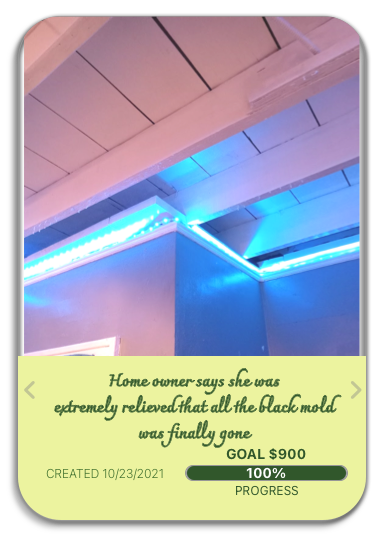 Home owner says she was
extremely relieved that all the black mold
was finally gone
GOAL $900
CREATED 10/23/2021
100%
PROGRESS